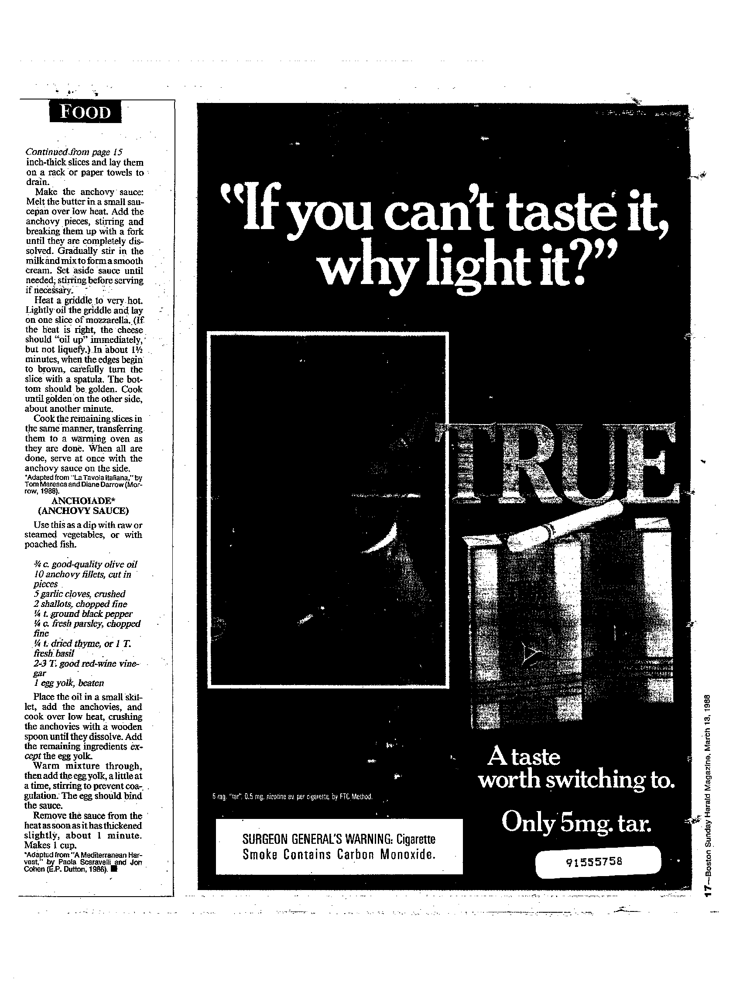 FOOD
Continued from page 15
inch-thick slices and lay them
on a rack or paper towels to
drain.
Make the anchovy sauce:
Melt the butter in a small sau-
cepan over low heat. Add the
anchovy pieces, stirring and
breaking them up with a fork
until they are completely dis-
solved. Gradually stir in the
milk and mix to form a smooth
cream. Set aside sauce until
needed, stirring before serving
if necessary.
Heat a griddle to very hot.
Lightly oil the griddle and lay
on one slice of mozzarella. (If
the heat is right, the cheese
should "oil up" immediately,
but not liquefy.) In about 1½
minutes, when the edges begin
to brown, carefully turn the
slice with a spatula. The bot-
tom should be golden. Cook
until golden on the other side,
about another minute.
Cook the remaining slices in
the same manner, transferring
them to a warming oven as
they are done. When all are
done, serve at once with the
anchovy sauce on the side.
*Adapted from "La Tavola Italiana," by
Tom Maresca and Diane Darrow (Mor-
row, 1988).
ANCHOIADE*
(ANCHOVY SAUCE)
Use this as a dip with raw or
steamed vegetables, or with
poached fish.
¾ c. good-quality olive oil
10 anchovy fillets, cut in
pieces
5 garlic cloves, crushed
2 shallots, chopped fine
¼ t. ground black pepper
¼ c. fresh parsley, chopped
fine
¼ t. dried thyme, or 1 T.
fresh basil
2-3 T. good red-wine vine-
gar
1 egg yolk, beaten
Place the oil in a small skil-
let, add the anchovies, and
cook over low heat, crushing
the anchovies with a wooden
spoon until they dissolve. Add
the remaining ingredients ex-
cept the egg yolk.
Warm mixture through,
then add the egg yolk, a little at
a time, stirring to prevent coa-
gulation. The egg should bind
the sauce.
Remove the sauce from the
heat as soon as it has thickened
slightly, about 1 minute.
Makes 1 cup.
*Adapted from "A Mediterranean Har-
vest," by Paola Scaravelli and Jon
Cohen (E.P. Dutton, 1986).
"If you can't taste it,
why light it?"
TRUE
A taste
worth switching to.
5 mg. "tar", 0.5 mg. nicotine av. per cigarette, by FTC Method.
Only 5mg. tar.
SURGEON GENERAL'S WARNING: Cigarette
Smoke Contains Carbon Monoxide.
91555758
17—Boston Sunday Herald Magazine, March 13, 1988